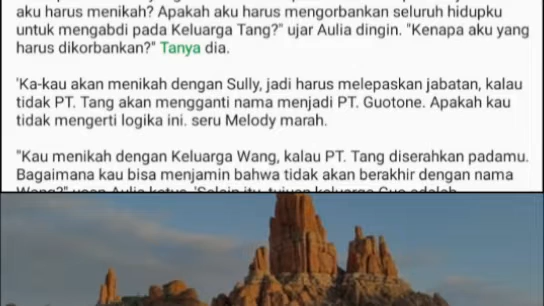 aku harus menikah? Apakah aku harus mengorbankan seluruh hidupku
untuk mengabdi pada Keluarga Tang?" ujar Aulia dingin. "Kenapa aku yang
harus dikorbankan?" Tanya dia.
'Ka-kau akan menikah dengan Sully, jadi harus melepaskan jabatan, kalau
tidak PT. Tang akan mengganti nama menjadi PT. Guotone. Apakah kau
tidak mengerti logika ini. seru Melody marah.
"Kau menikah dengan Keluarga Wang, kalau PT. Tang diserahkan padamu.
Bagaimana kau bisa menjamin bahwa tidak akan berakhir dengan nama